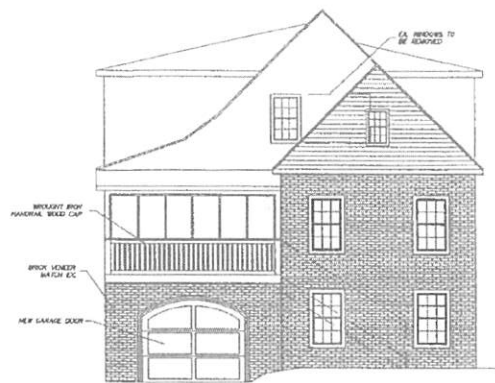 EX. WINDOWS TO
BE REMOVED
WROUGHT IRON
HANDRAIL WOOD CAP
BRICK VENEER
MATCH EX.
NEW GARAGE DOOR